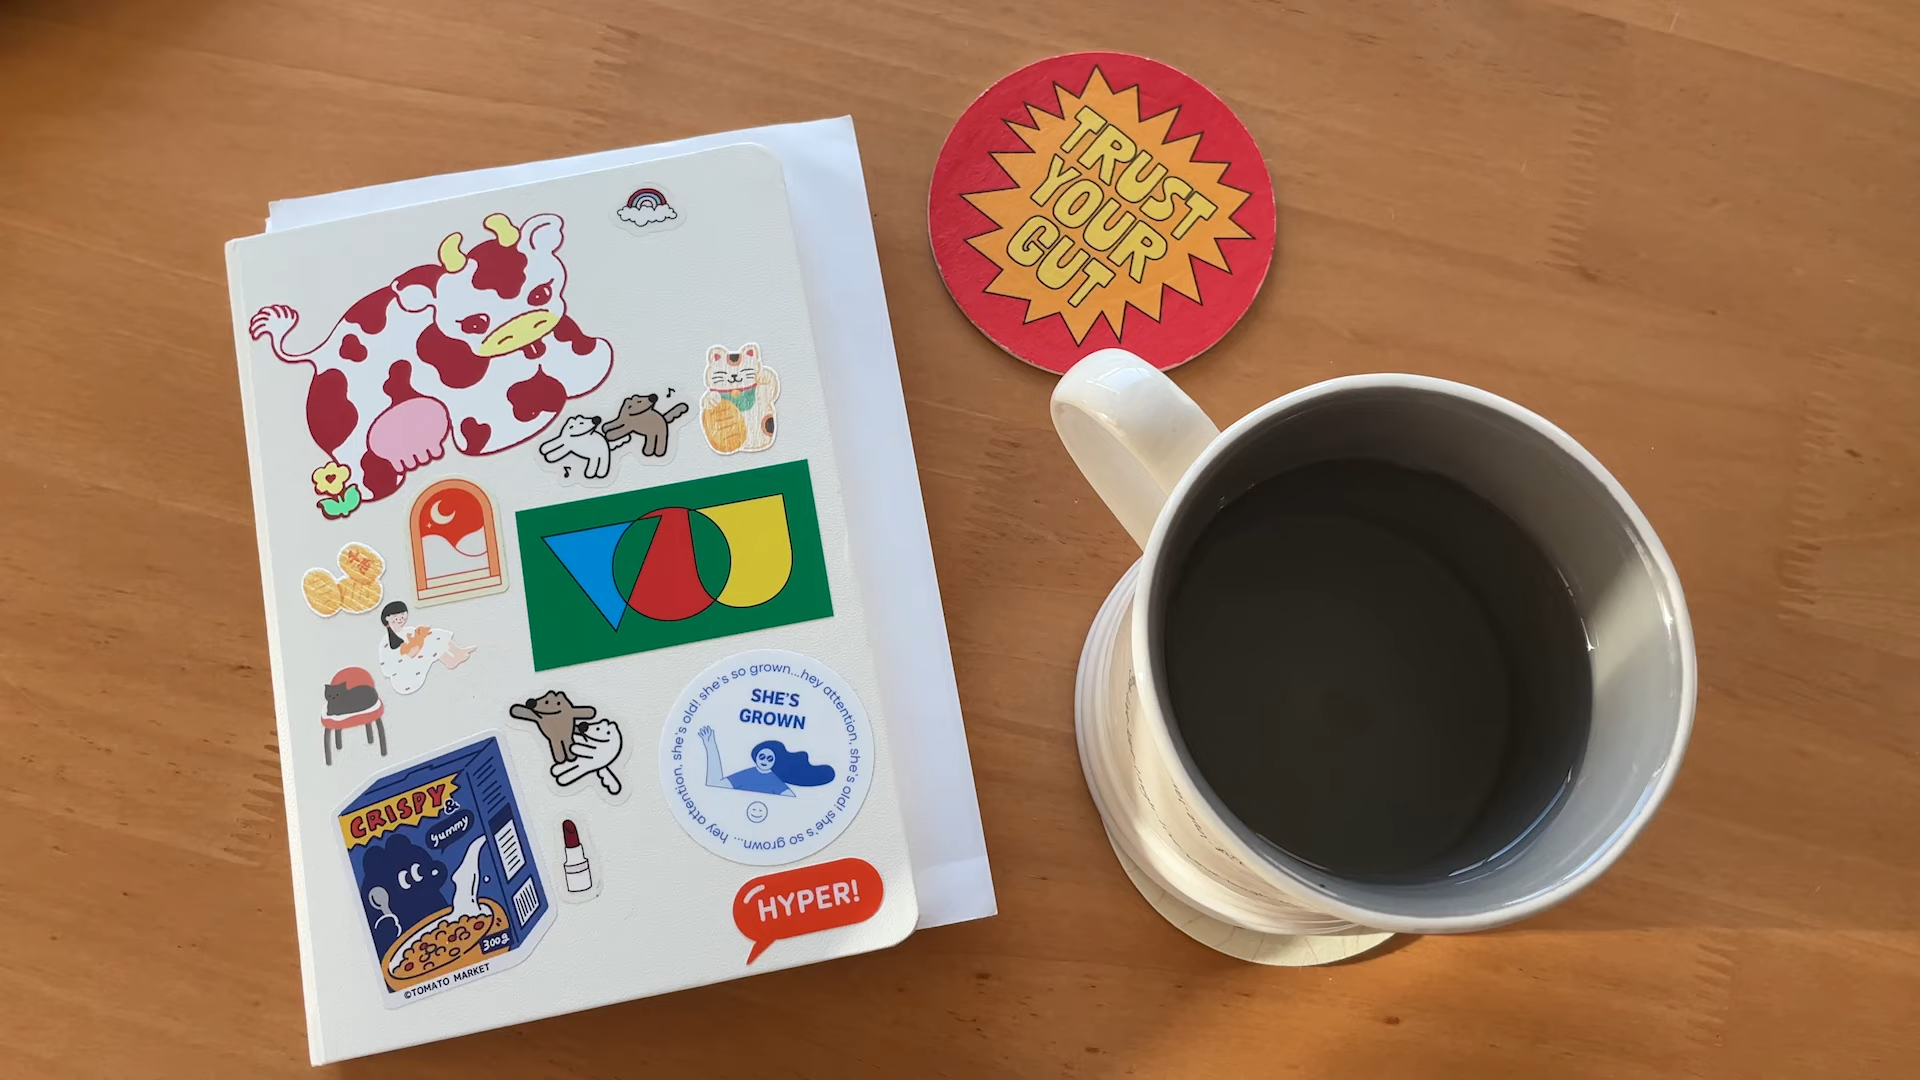 TRUST
YOUR
GUT
SHE'S
GROWN
hey attention, she's old! she's so grown...hey attention, she's old! she's so grown...
CRISPY
&
yummy
300g
©TOMATO MARKET
HYPER!